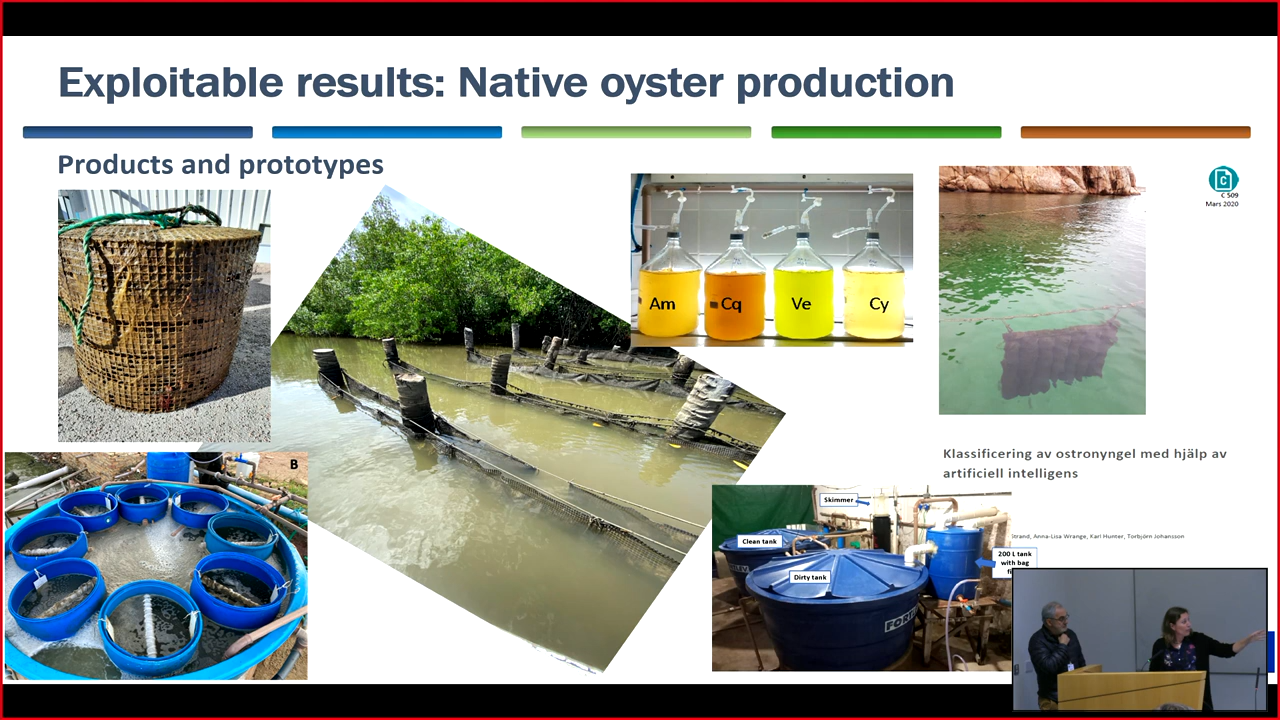 Exploitable results: Native oyster production
Products and prototypes
Am
Cq
Ve
Cy
C
C 509
Mars 2020
B
Klassificering av ostronyngel med hjälp av
artificiell intelligens
Strand, Anna-Lisa Wrange, Karl Hunter, Torbjörn Johansson
Skimmer
Clean tank
Dirty tank
200 L tank
with bag